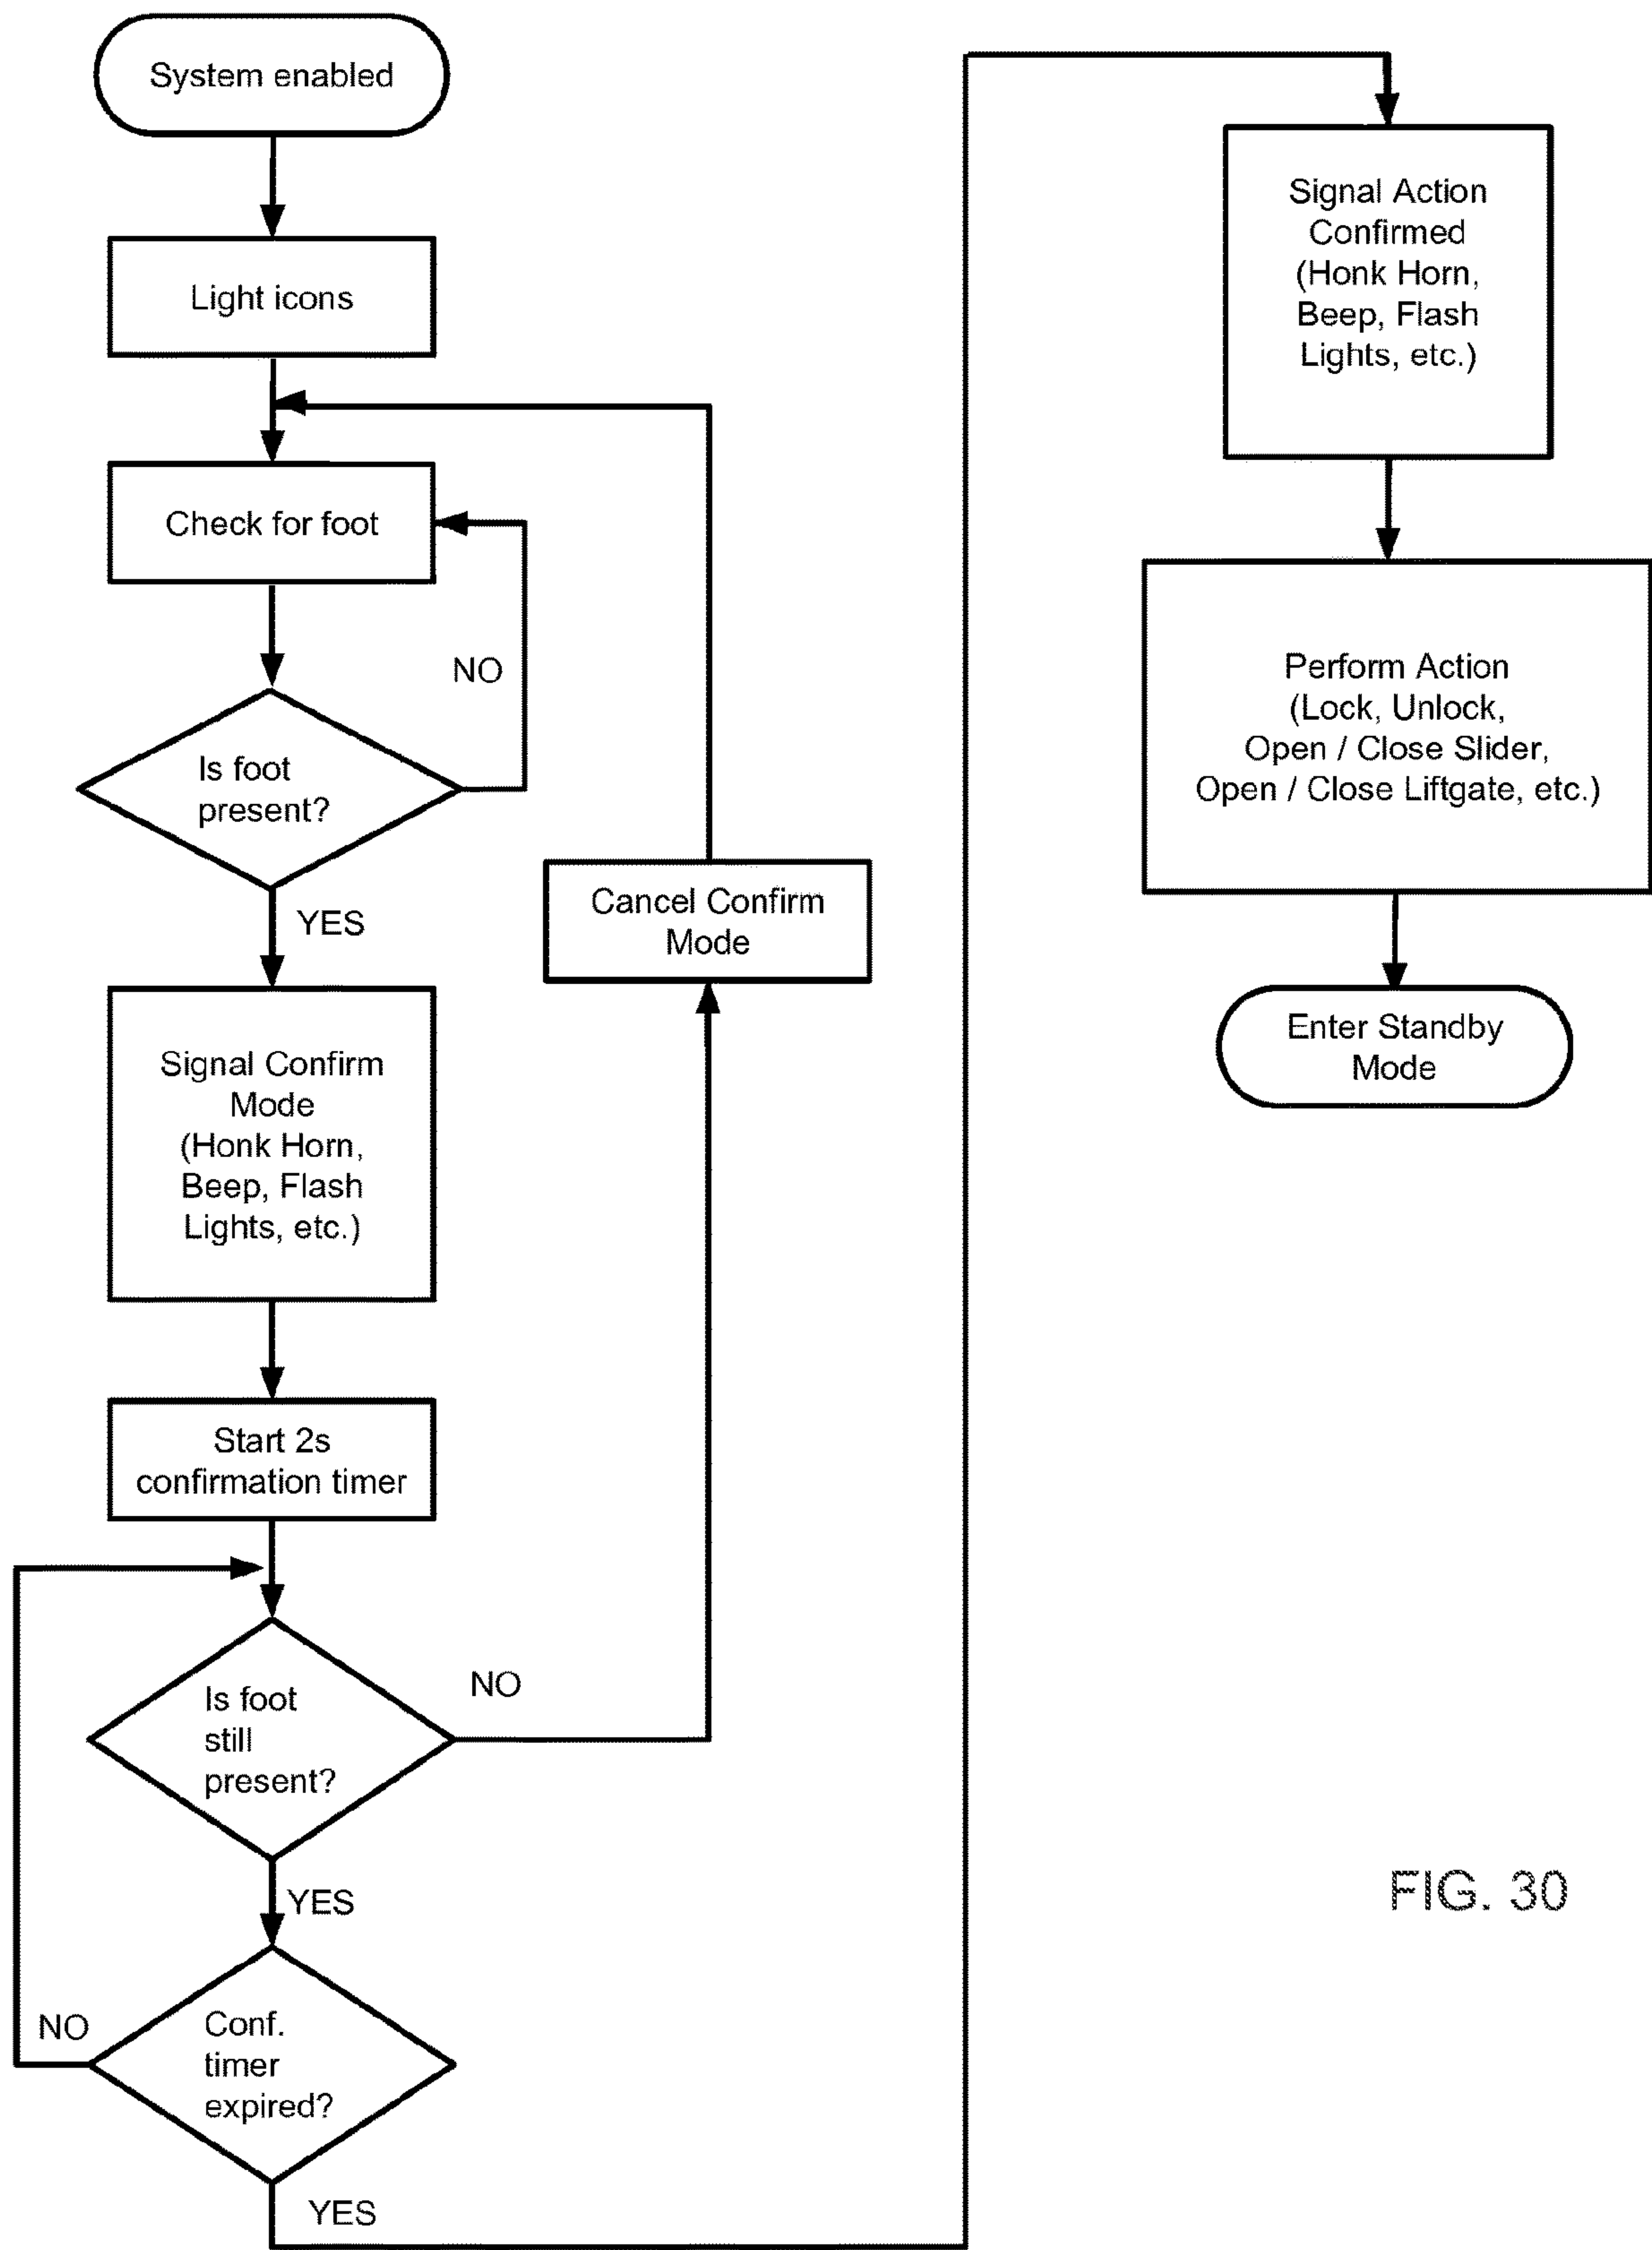 System enabled
Light icons
Check for foot
NO
Is foot
present?
YES
Cancel Confirm
Mode
Signal Confirm
Mode
(Honk Horn,
Beep, Flash
Lights, etc.)
Start 2s
confirmation timer
Is foot
still
present?
NO
YES
Conf.
timer
expired?
NO
YES
Signal Action
Confirmed
(Honk Horn,
Beep, Flash
Lights, etc.)
Perform Action
(Lock, Unlock,
Open / Close Slider,
Open / Close Liftgate, etc.)
Enter Standby
Mode
FIG. 30